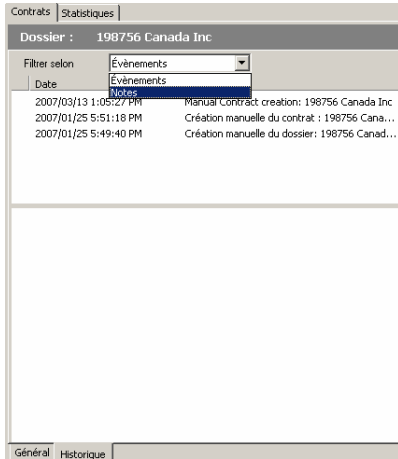 Contrats Statistiques
Dossier : 198756 Canada Inc
Filtrer selon Évènements
Évènements
Date
Notes
2007/03/13 1:05:27 PM Manual Contract creation: 198756 Canada Inc
2007/01/25 5:51:18 PM Création manuelle du contrat : 198756 Cana...
2007/01/25 5:49:40 PM Création manuelle du dossier: 198756 Canad...
Général Historique